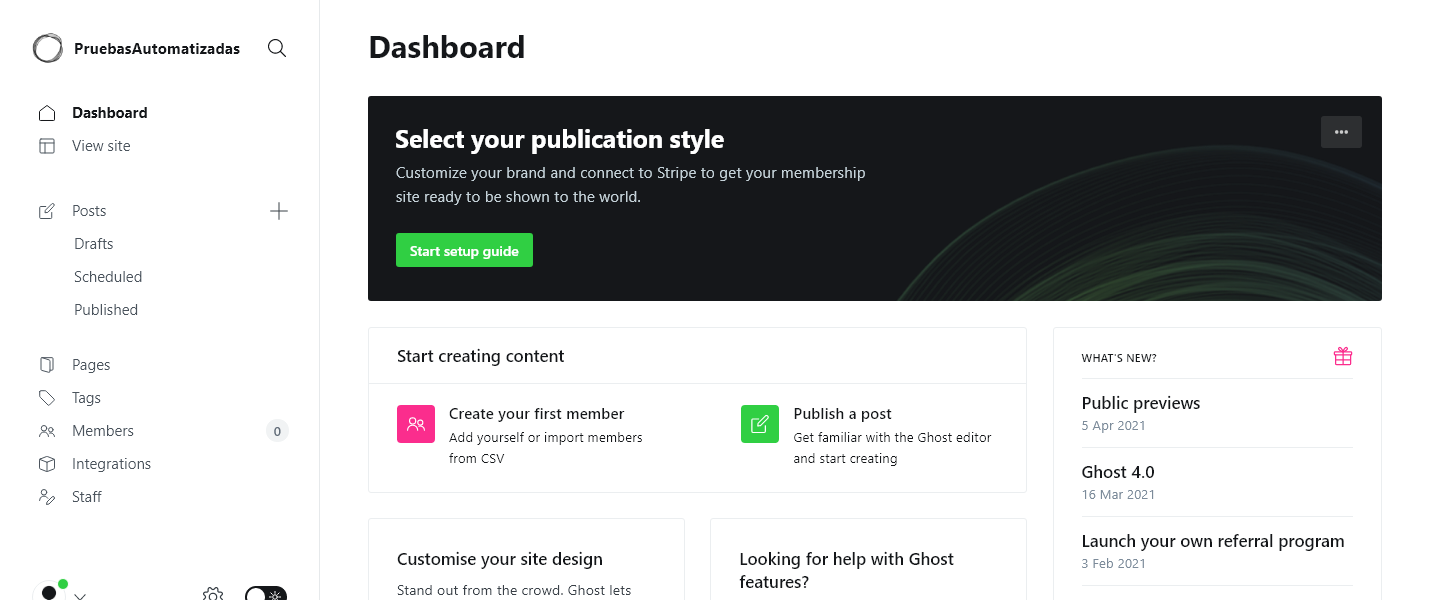 PruebasAutomatizadas
Dashboard
View site
Posts
Drafts
Scheduled
Published
Pages
Tags
Members 0
Integrations
Staff
Dashboard
Select your publication style
Customize your brand and connect to Stripe to get your membership
site ready to be shown to the world.
Start setup guide
Start creating content
Create your first member
Add yourself or import members
from CSV
Publish a post
Get familiar with the Ghost editor
and start creating
Customise your site design
Stand out from the crowd. Ghost lets
Looking for help with Ghost
features?
WHAT'S NEW?
Public previews
5 Apr 2021
Ghost 4.0
16 Mar 2021
Launch your own referral program
3 Feb 2021